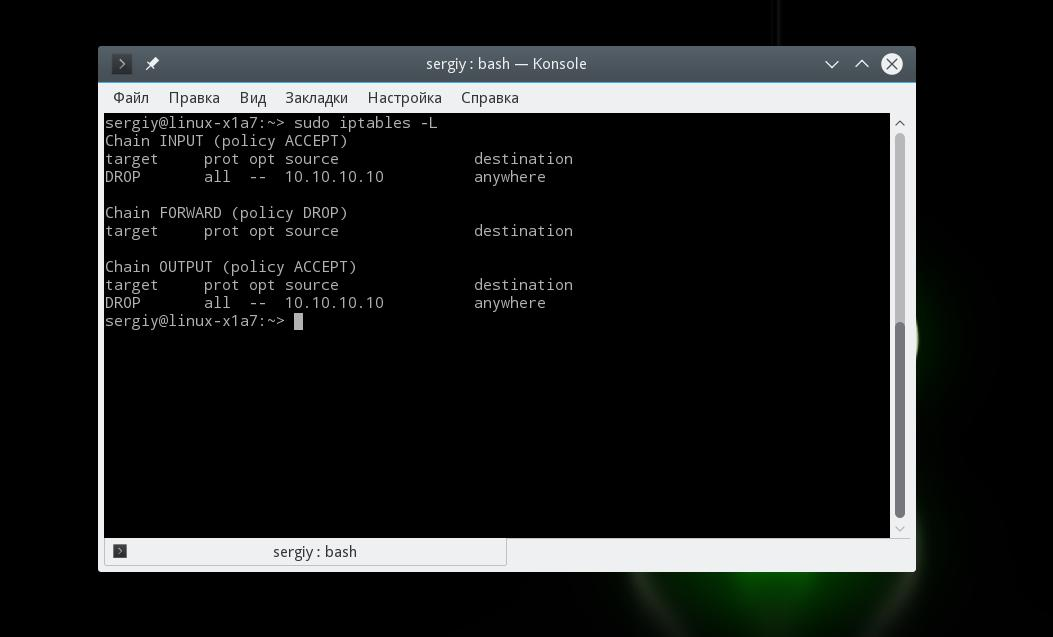 sergiy : bash — Konsole
Файл Правка Вид Закладки Настройка Справка
sergiy@linux-x1a7:~> sudo iptables -L
Chain INPUT (policy ACCEPT)
target     prot opt source               destination
DROP       all  --  10.10.10.10          anywhere
Chain FORWARD (policy DROP)
target     prot opt source               destination
Chain OUTPUT (policy ACCEPT)
target     prot opt source               destination
DROP       all  --  10.10.10.10          anywhere
sergiy@linux-x1a7:~>
sergiy : bash